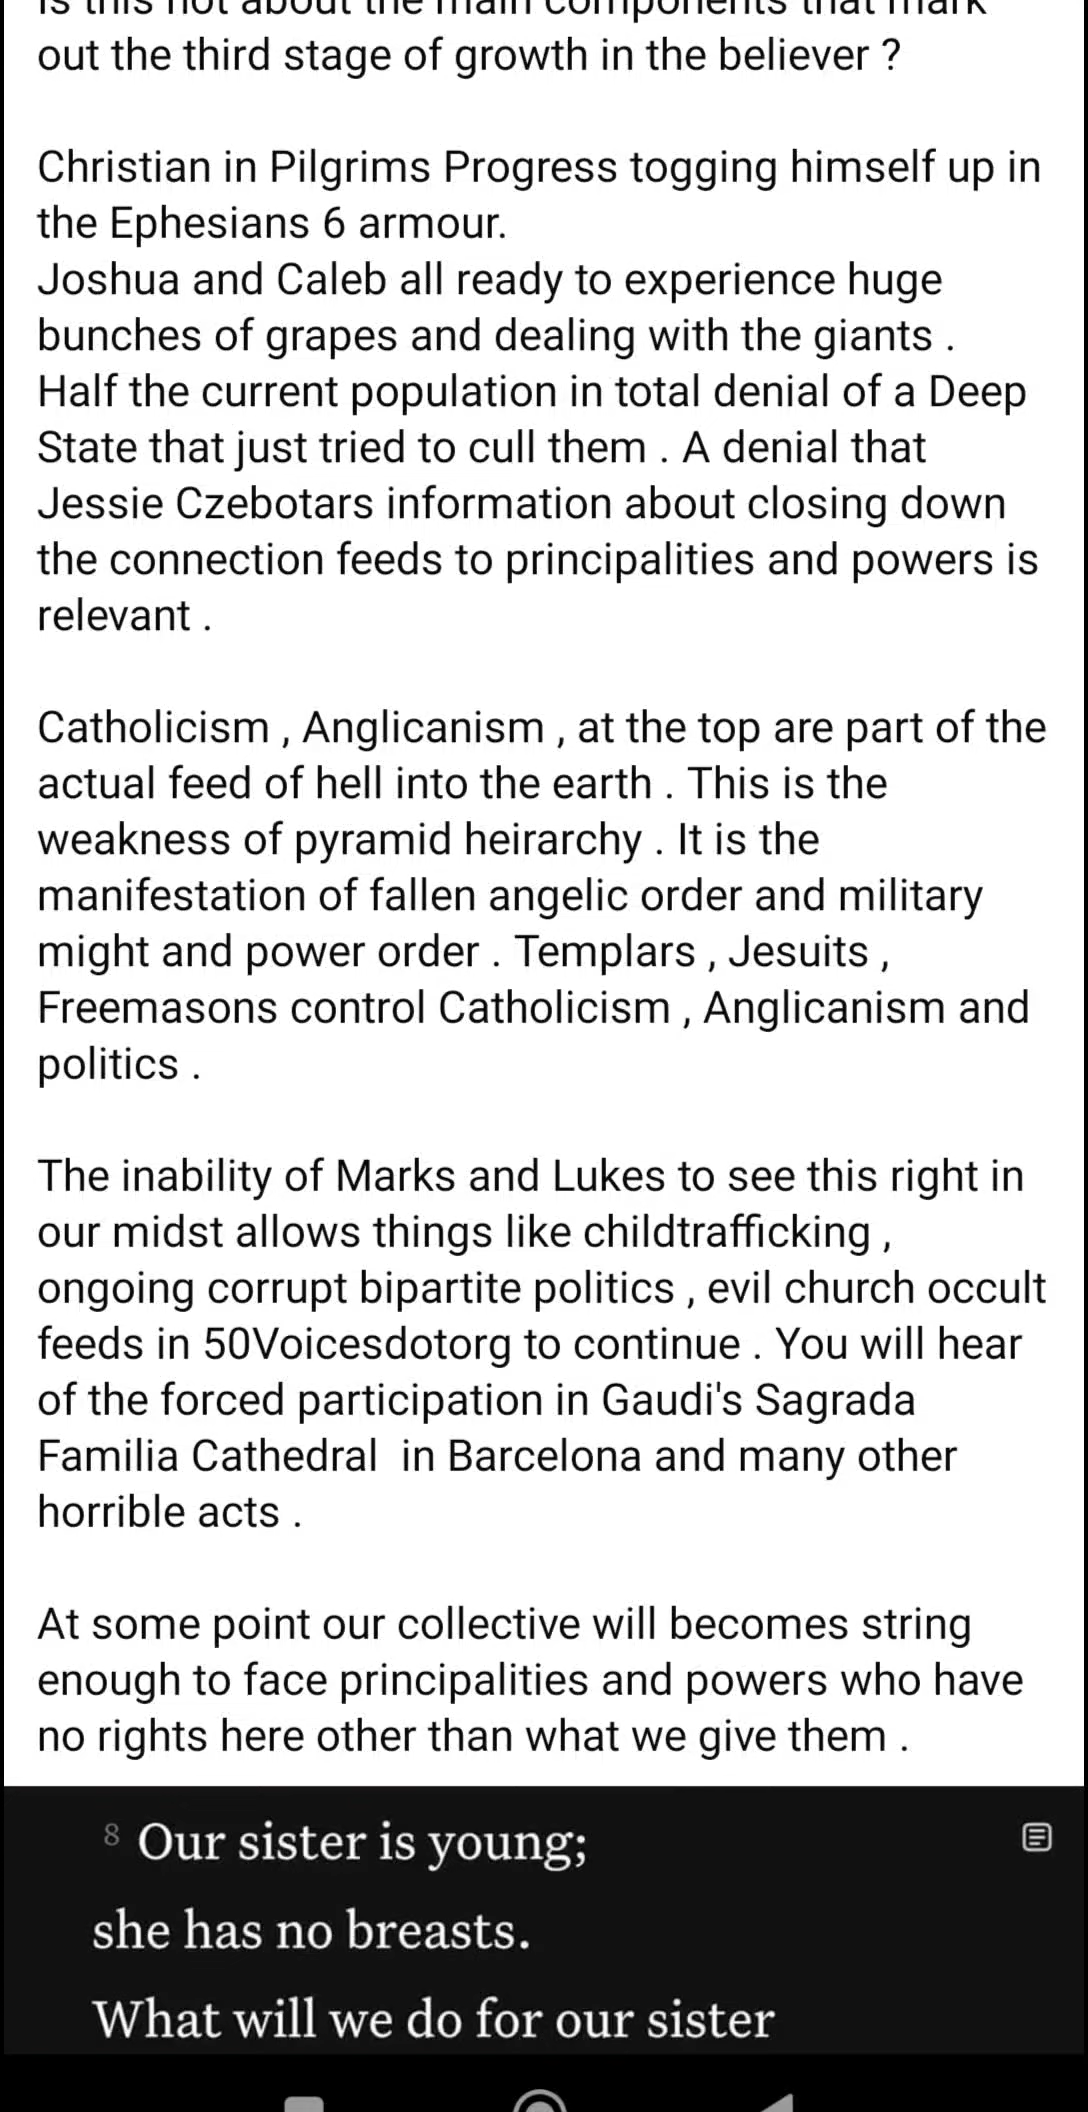 is this not about the main components that mark
out the third stage of growth in the believer ?
Christian in Pilgrims Progress togging himself up in
the Ephesians 6 armour.
Joshua and Caleb all ready to experience huge
bunches of grapes and dealing with the giants .
Half the current population in total denial of a Deep
State that just tried to cull them . A denial that
Jessie Czebotars information about closing down
the connection feeds to principalities and powers is
relevant .
Catholicism , Anglicanism , at the top are part of the
actual feed of hell into the earth . This is the
weakness of pyramid heirarchy . It is the
manifestation of fallen angelic order and military
might and power order . Templars , Jesuits ,
Freemasons control Catholicism , Anglicanism and
politics .
The inability of Marks and Lukes to see this right in
our midst allows things like childtrafficking ,
ongoing corrupt bipartite politics , evil church occult
feeds in 50Voicesdotorg to continue . You will hear
of the forced participation in Gaudi's Sagrada
Familia Cathedral  in Barcelona and many other
horrible acts .
At some point our collective will becomes string
enough to face principalities and powers who have
no rights here other than what we give them .
8 Our sister is young;
she has no breasts.
What will we do for our sister